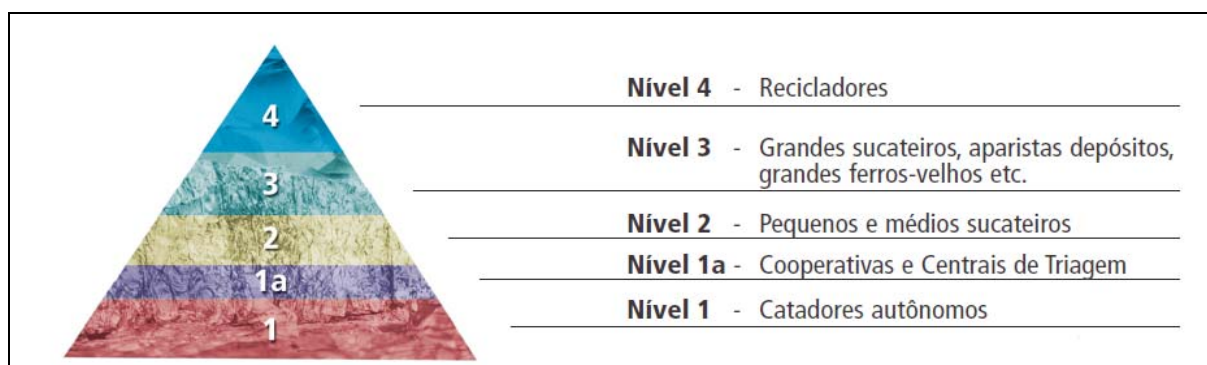 4
Nível 4 - Recicladores
3
Nível 3 - Grandes sucateiros, aparistas depósitos,
grandes ferros-velhos etc.
2
Nível 2 - Pequenos e médios sucateiros
1a
Nível 1a - Cooperativas e Centrais de Triagem
1
Nível 1 - Catadores autônomos